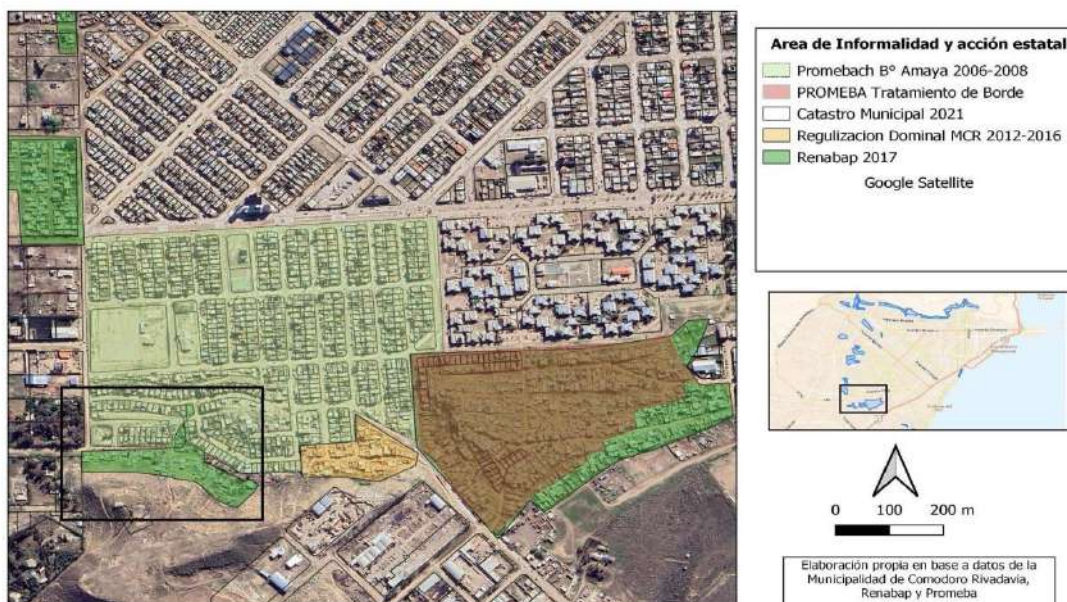 Area de Informalidad y acción estatal
Promebach Bº Amaya 2006-2008
PROMEBA Tratamiento de Borde
Catastro Municipal 2021
Regulizacion Dominal MCR 2012-2016
Renabap 2017
Google Satellite
0 100 200 m
Elaboración propia en base a datos de la
Municipalidad de Comodoro Rivadavia,
Renabap y Promeba